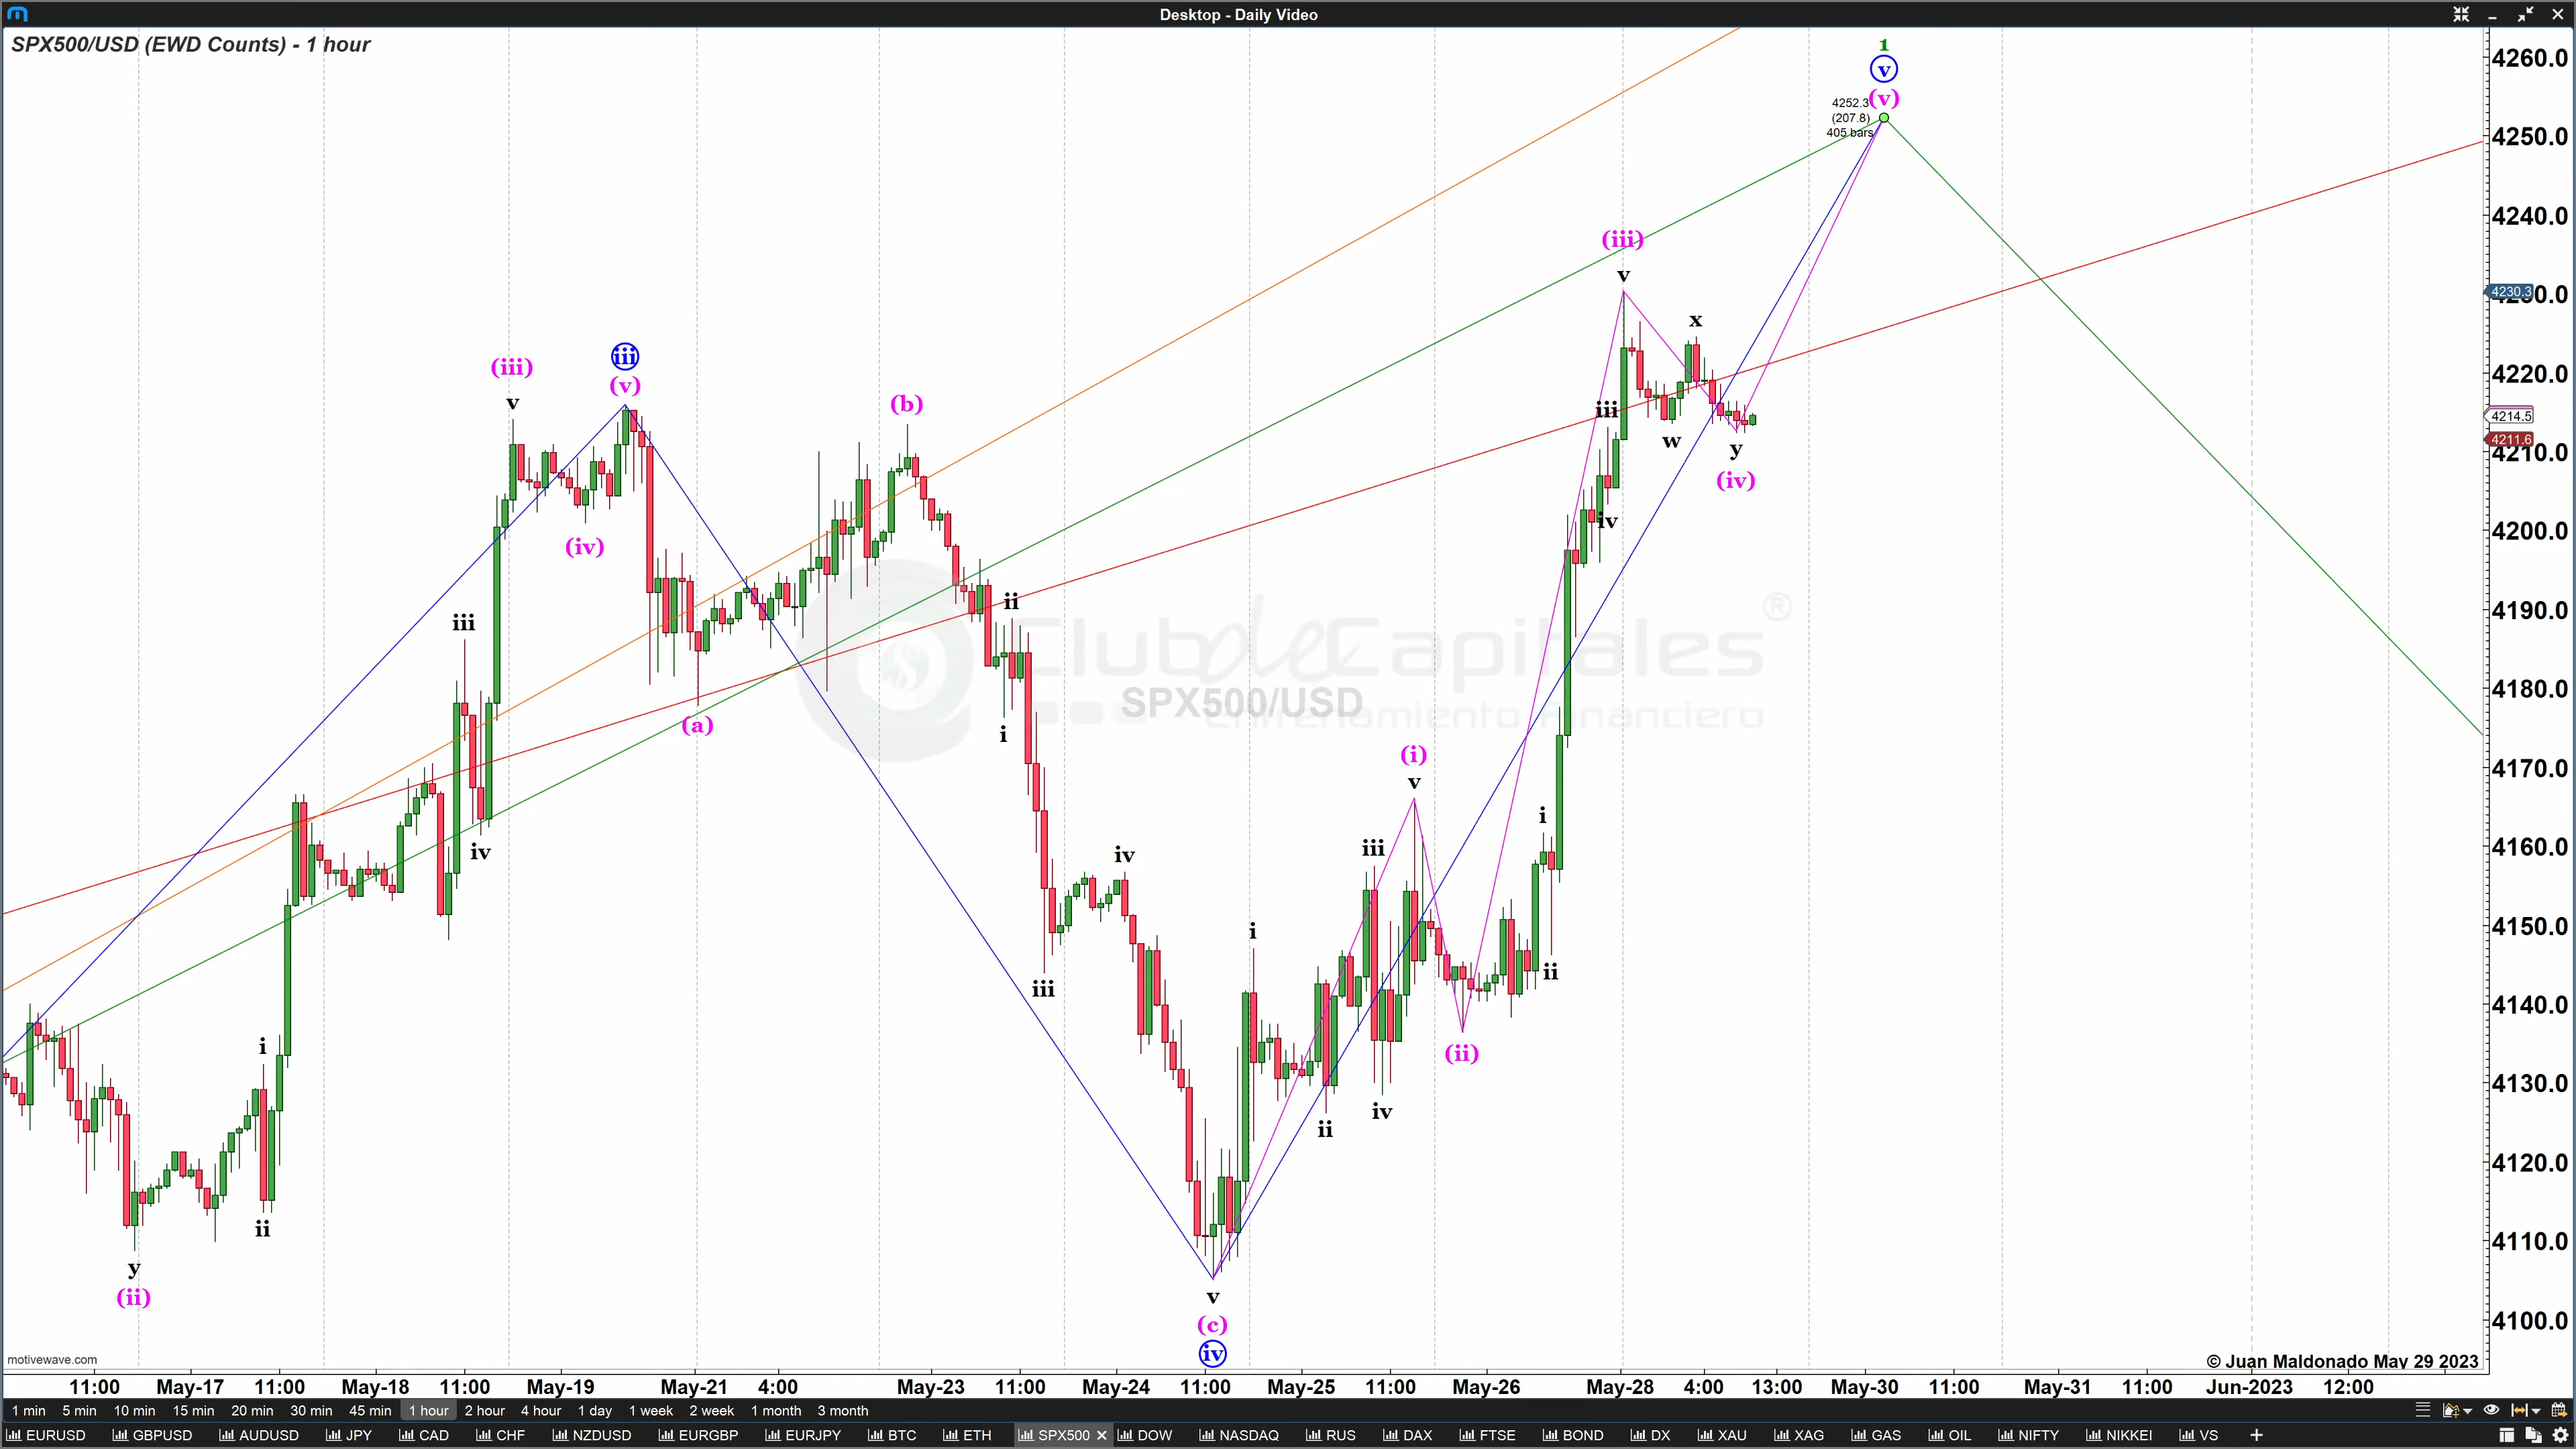 Desktop - Daily Video
SPX500/USD (EWD Counts) - 1 hour
1
v
(v)
4252.3
(207.8)
405 bars
4260.0
4250.0
4240.0
4230.3
4220.0
4214.5
4211.6
4210.0
4200.0
4190.0
4180.0
4170.0
4160.0
4150.0
4140.0
4130.0
4120.0
4110.0
4100.0
(iii)
v
iii
(v)
(iii)
v
x
iii
w
y
(iv)
iv
(b)
(iv)
iii
ii
(a)
i
iv
iv
iii
i
ii
y
(ii)
(i)
v
iii
i
ii
i
iv
ii
(ii)
v
(c)
iv
ClubdeCapitales ®
SPX500/USD
Entrenamiento Financiero
motivewave.com
© Juan Maldonado May 29 2023
11:00 May-17 11:00 May-18 11:00 May-19 May-21 4:00 May-23 11:00 May-24 11:00 May-25 11:00 May-26 May-28 4:00 13:00 May-30 11:00 May-31 11:00 Jun-2023 12:00
1 min 5 min 10 min 15 min 20 min 30 min 45 min 1 hour 2 hour 4 hour 1 day 1 week 2 week 1 month 3 month
EURUSD GBPUSD AUDUSD JPY CAD CHF NZDUSD EURGBP EURJPY BTC ETH SPX500 DOW NASDAQ RUS DAX FTSE BOND DX XAU XAG GAS OIL NIFTY NIKKEI VS